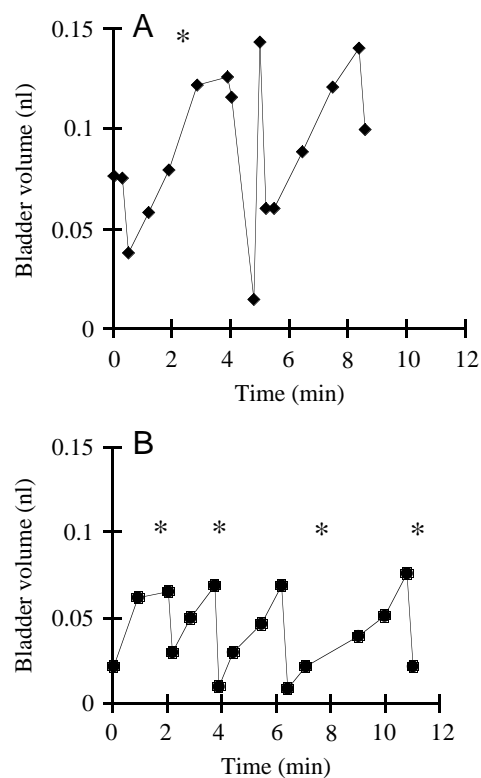 A
*
0.15
0.1
0.05
0
Bladder volume (nl)
0 2 4 6 8 10 12
Time (min)
B
* * * *
0.15
0.1
0.05
0
Bladder volume (nl)
0 2 4 6 8 10 12
Time (min)